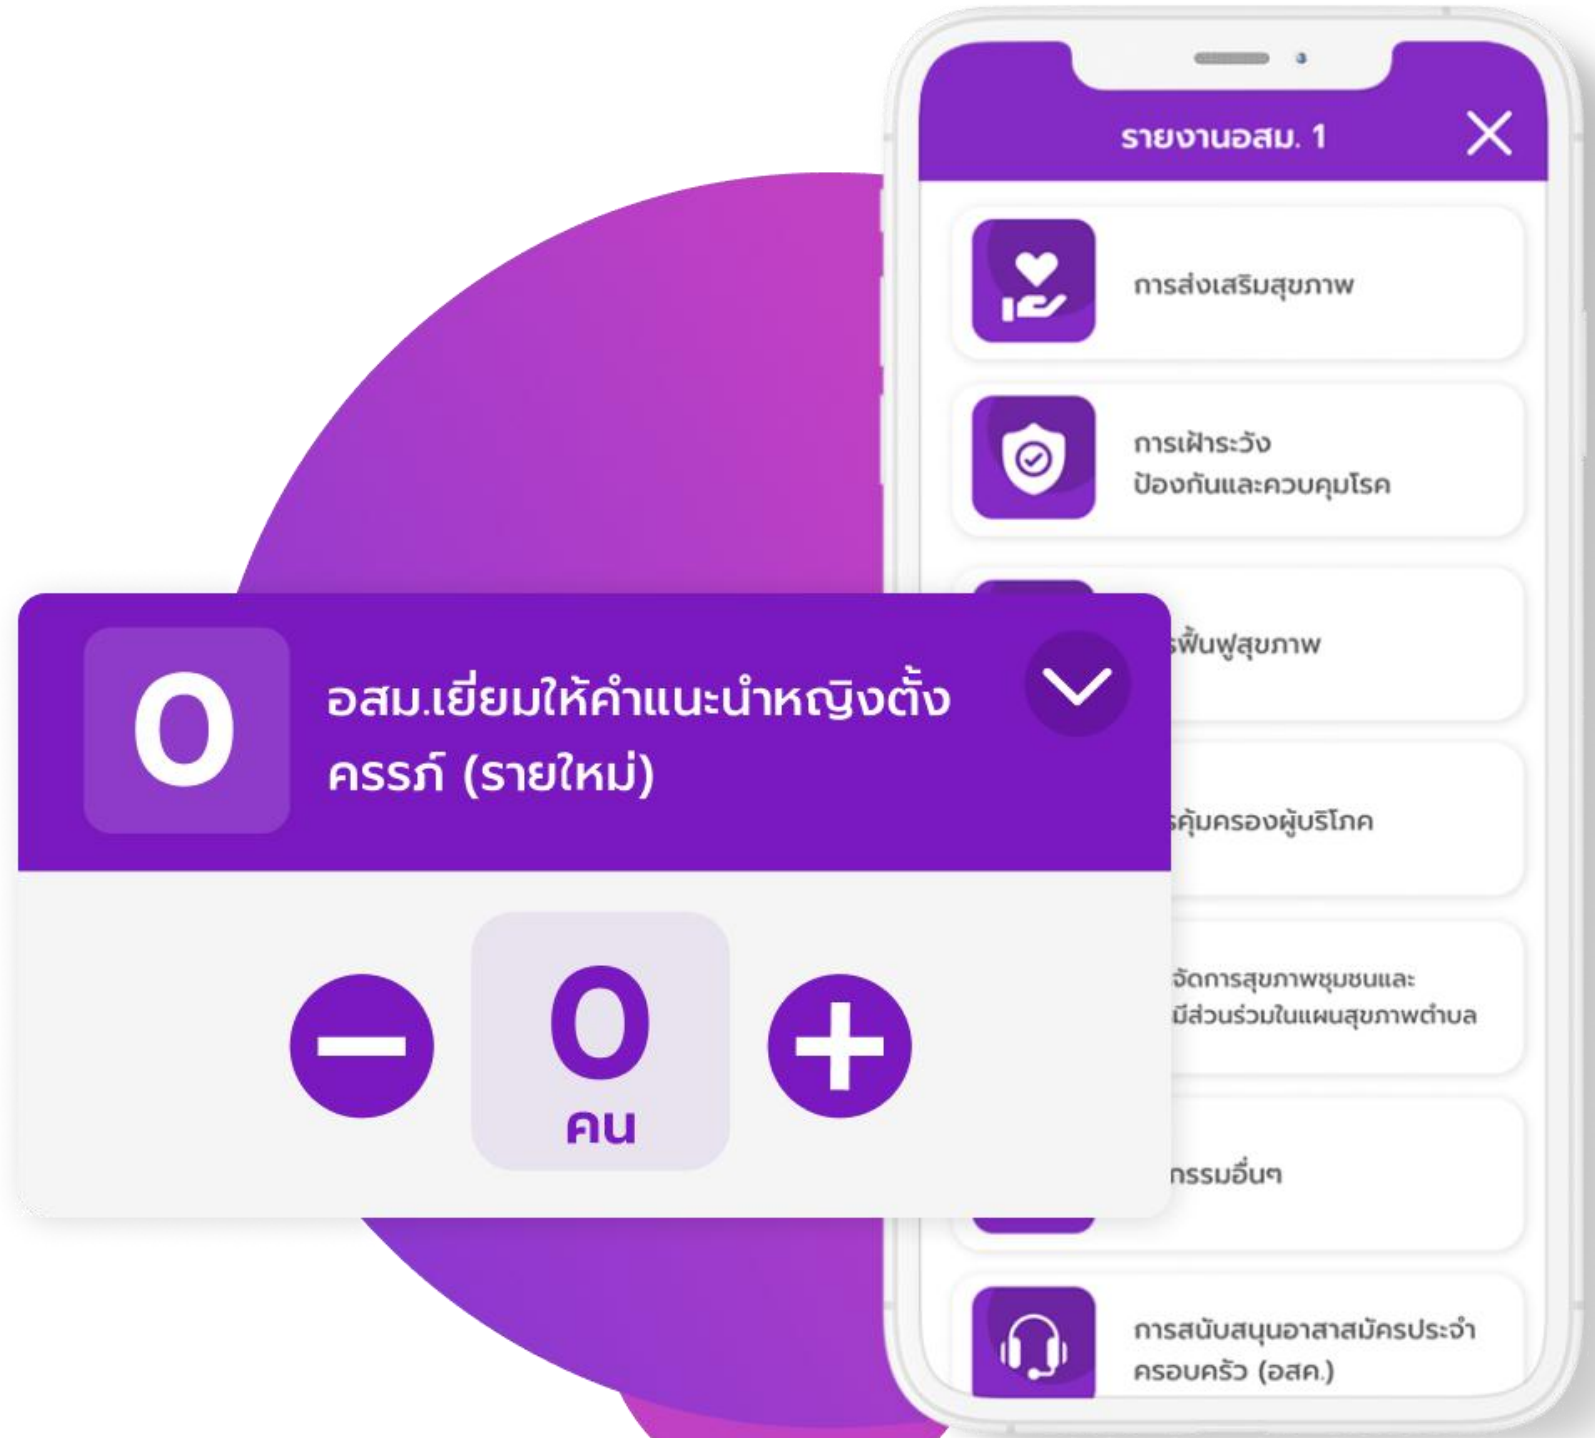 รายงานอสม. 1
การส่งเสริมสุขภาพ
การเฝ้าระวัง
ป้องกันและควบคุมโรค
รฟื้นฟูสุขภาพ
รคุ้มครองผู้บริโภค
จัดการสุขภาพชุมชนและ
มีส่วนร่วมในแผนสุขภาพตำบล
กรรมอื่นๆ
การสนับสนุนอาสาสมัครประจำ
ครอบครัว (อสค.)
0
อสม.เยี่ยมให้คำแนะนำหญิงตั้ง
ครรภ์ (รายใหม่)
0
คน